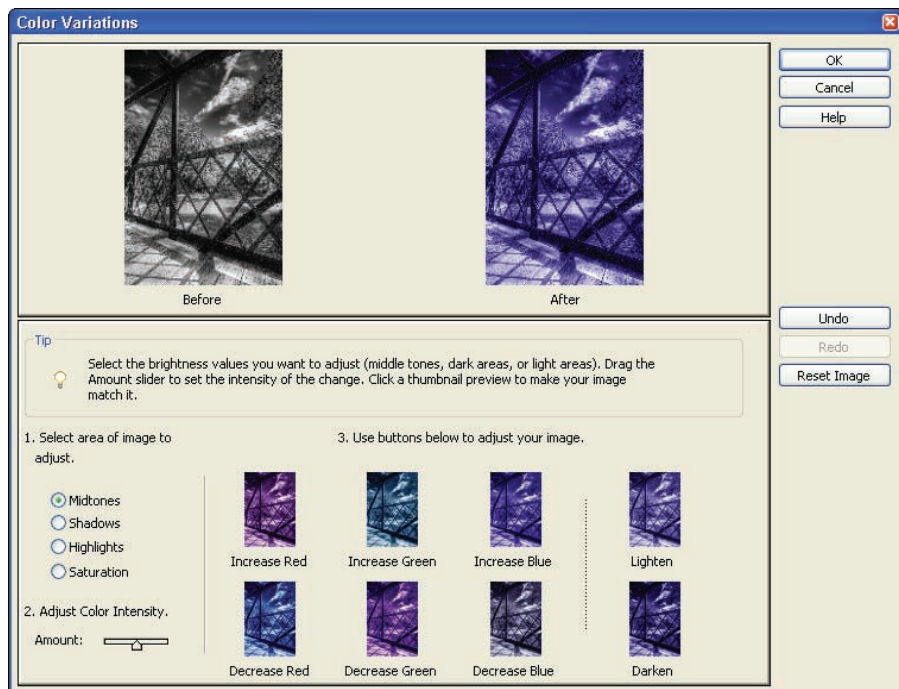 Color Variations
Before
After
OK
Cancel
Help
Undo
Redo
Reset Image
Tip
Select the brightness values you want to adjust (middle tones, dark areas, or light areas). Drag the
Amount slider to set the intensity of the change. Click a thumbnail preview to make your image
match it.
1. Select area of image to
adjust.
Midtones
Shadows
Highlights
Saturation
2. Adjust Color Intensity.
Amount:
3. Use buttons below to adjust your image.
Increase Red
Increase Green
Increase Blue
Lighten
Decrease Red
Decrease Green
Decrease Blue
Darken